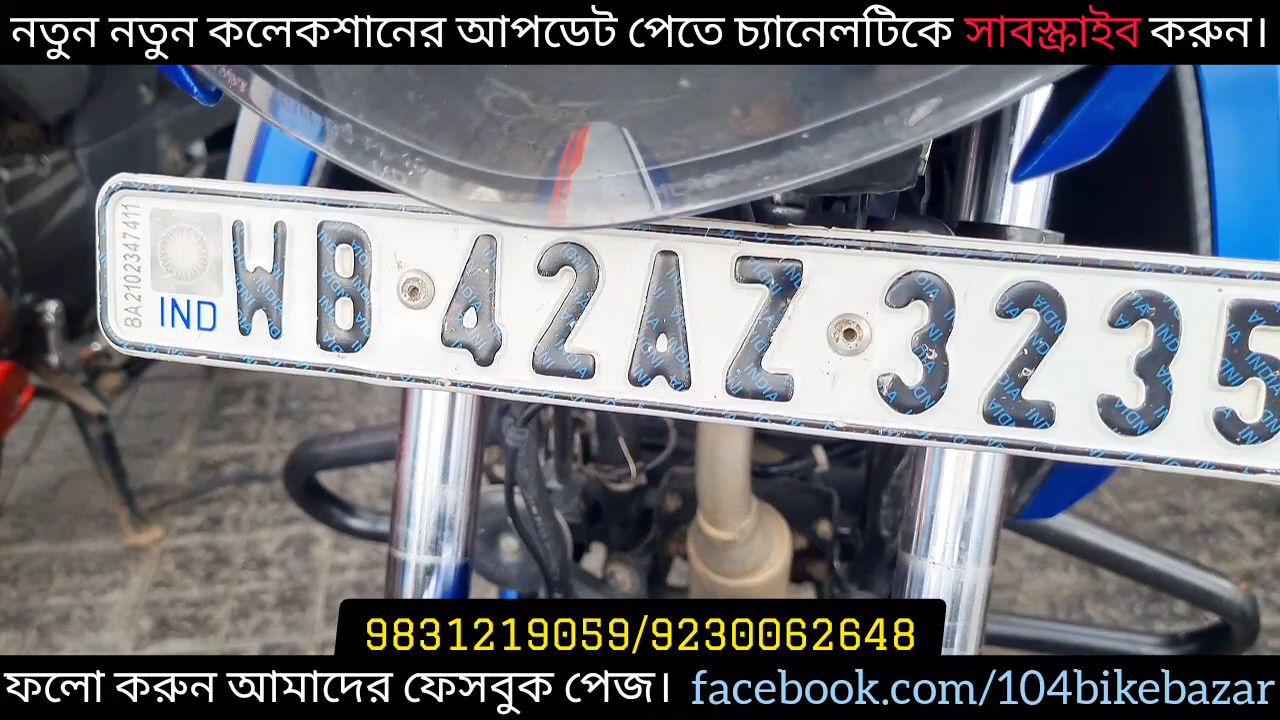 নতুন নতুন কলেকশানের আপডেট পেতে চ্যানেলটিকে সাবস্ক্রাইব করুন।
BA2102347411
IND
WB 42AZ 3235
9831219059/9230062648
ফলো করুন আমাদের ফেসবুক পেজ। facebook.com/104bikebazar